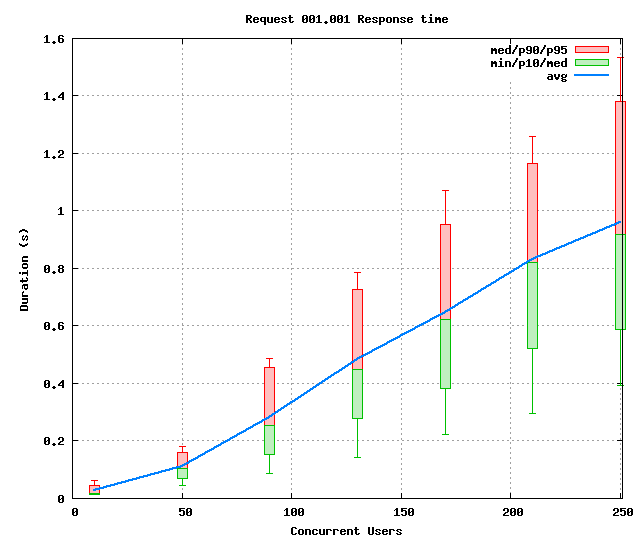 Request 001.001 Response time
med/p90/p95
min/p10/med
avg
1.6
1.4
1.2
1
0.8
0.6
0.4
0.2
0
Duration (s)
0 50 100 150 200 250
Concurrent Users